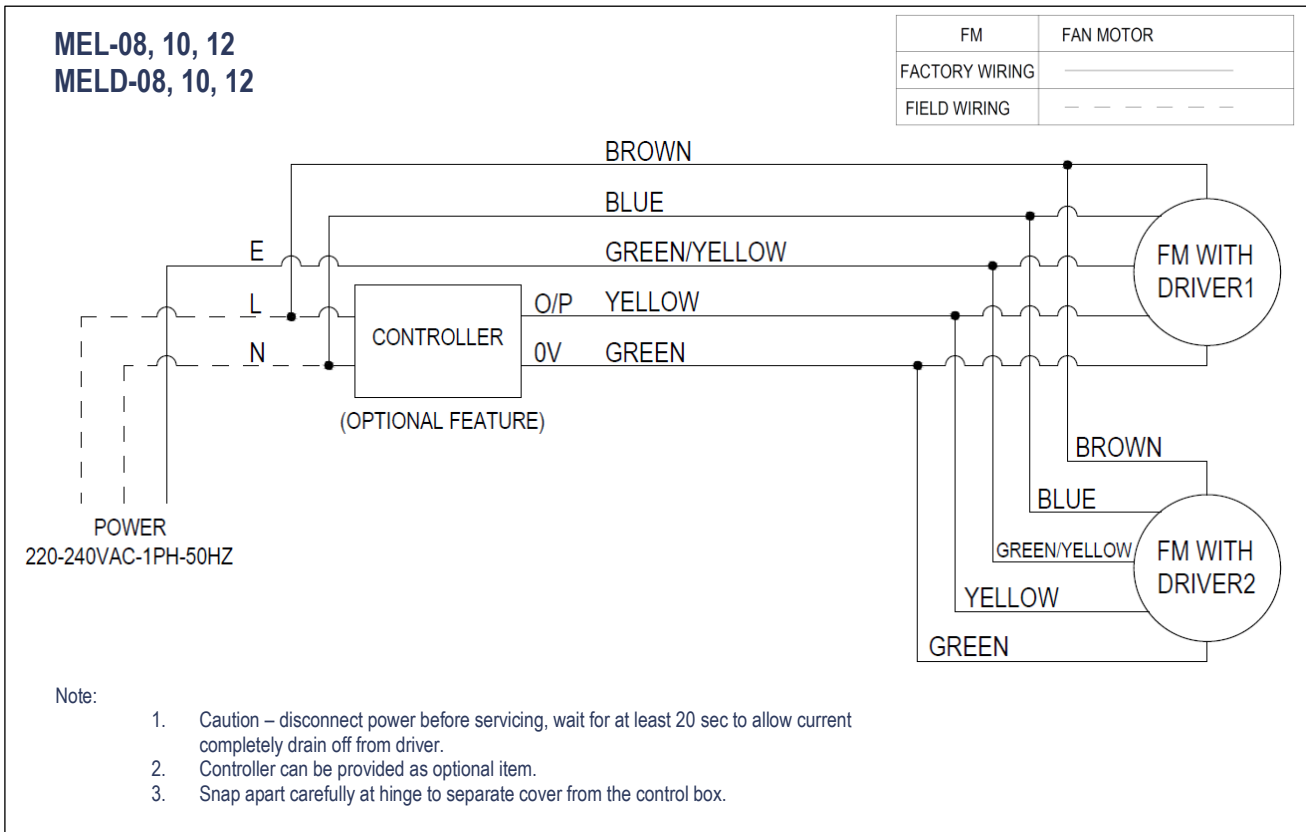 MEL-08, 10, 12
MELD-08, 10, 12
FM FAN MOTOR
FACTORY WIRING
FIELD WIRING
BROWN
BLUE
E GREEN/YELLOW
L O/P YELLOW
CONTROLLER
N 0V GREEN
(OPTIONAL FEATURE)
FM WITH
DRIVER1
BROWN
BLUE
GREEN/YELLOW
YELLOW
GREEN
FM WITH
DRIVER2
POWER
220-240VAC-1PH-50HZ
Note:
1. Caution – disconnect power before servicing, wait for at least 20 sec to allow current
completely drain off from driver.
2. Controller can be provided as optional item.
3. Snap apart carefully at hinge to separate cover from the control box.